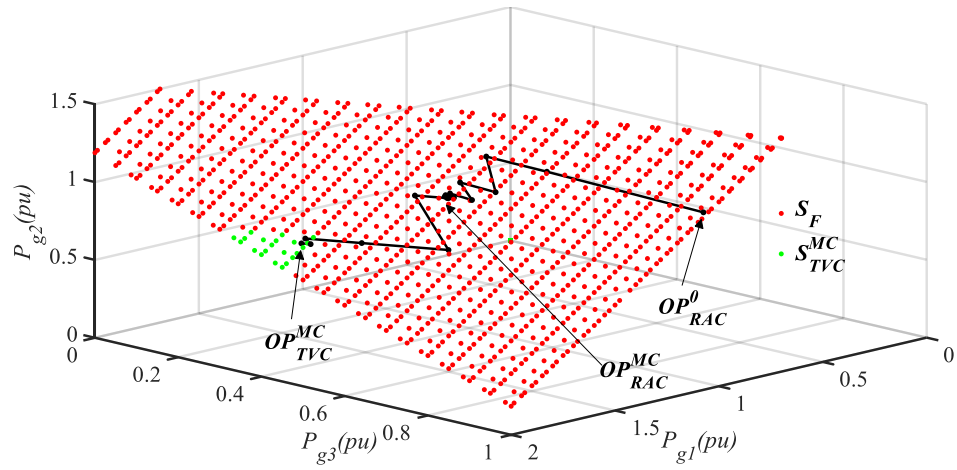 1.5
1
0.5
0
P_g2(pu)
0
0.2
0.4
0.6
0.8
1
P_g3(pu)
2
1.5
1
0.5
0
P_g1(pu)
S_F
S_TVC^MC
OP_RAC^0
OP_TVC^MC
OP_RAC^MC